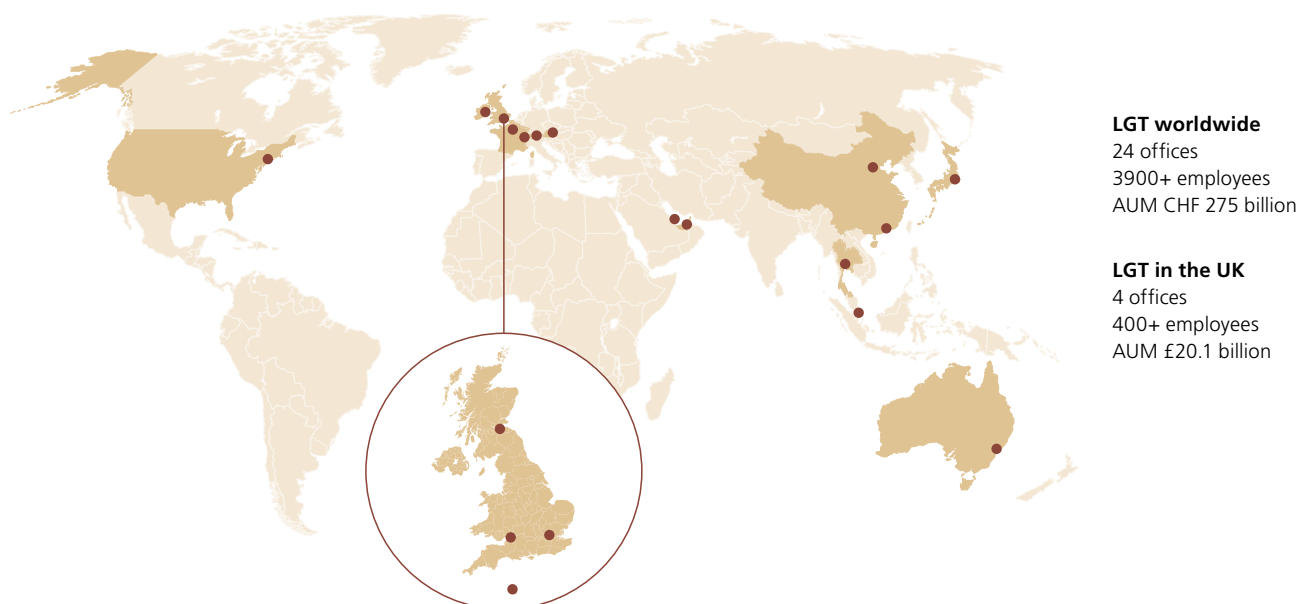 LGT worldwide
24 offices
3900+ employees
AUM CHF 275 billion
LGT in the UK
4 offices
400+ employees
AUM £20.1 billion